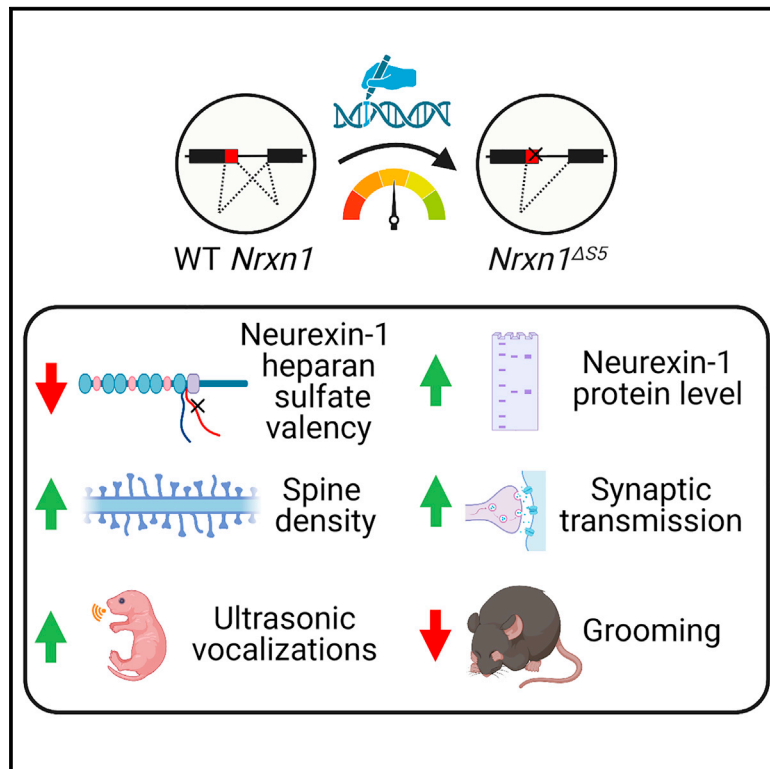 WT Nrxn1
Nrxn1ΔS5
Neurexin-1
heparan
sulfate
valency
Neurexin-1
protein level
Spine
density
Synaptic
transmission
Ultrasonic
vocalizations
Grooming